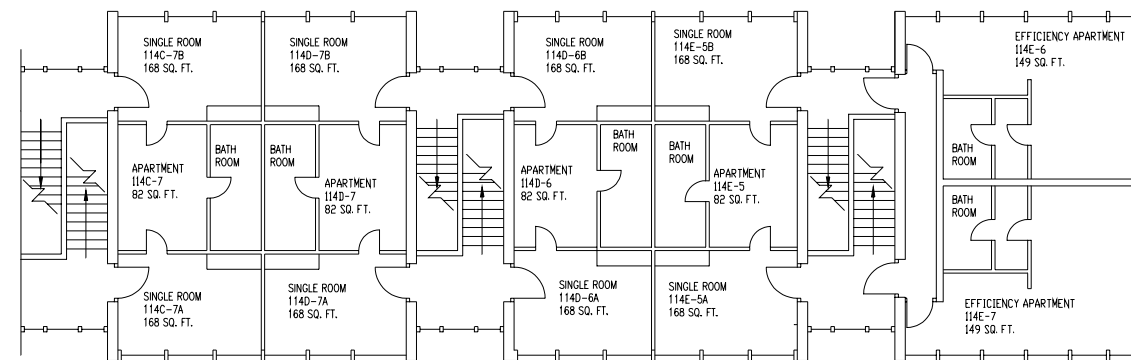 SINGLE ROOM
114C-7B
168 SQ. FT.
SINGLE ROOM
114D-7B
168 SQ. FT.
SINGLE ROOM
114D-6B
168 SQ. FT.
SINGLE ROOM
114E-5B
168 SQ. FT.
EFFICIENCY APARTMENT
114E-6
149 SQ. FT.
APARTMENT
114C-7
82 SQ. FT.
BATH
ROOM
BATH
ROOM
APARTMENT
114D-7
82 SQ. FT.
APARTMENT
114D-6
82 SQ. FT.
BATH
ROOM
BATH
ROOM
APARTMENT
114E-5
82 SQ. FT.
BATH
ROOM
BATH
ROOM
SINGLE ROOM
114C-7A
168 SQ. FT.
SINGLE ROOM
114D-7A
168 SQ. FT.
SINGLE ROOM
114D-6A
168 SQ. FT.
SINGLE ROOM
114E-5A
168 SQ. FT.
EFFICIENCY APARTMENT
114E-7
149 SQ. FT.